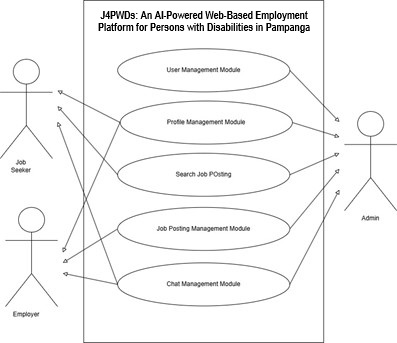 J4PWDs: An AI-Powered Web-Based Employment
Platform for Persons with Disabilities in Pampanga
User Management Module
Profile Management Module
Job
Seeker
Search Job POsting
Admin
Job Posting Management Module
Chat Management Module
Employer